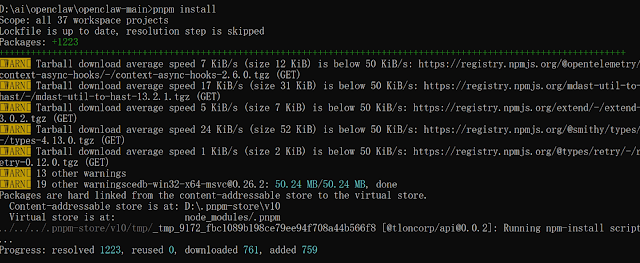 D:\ai\openclaw\openclaw-main>pnpm install
Scope: all 37 workspace projects
Lockfile is up to date, resolution step is skipped
Packages: +1223
++++++++++++++++++++++++++++++++++++++++++++++++++++++++++++++++++++++++++++++++++++++++
WARN Tarball download average speed 7 KiB/s (size 12 KiB) is below 50 KiB/s: https://registry.npmjs.org/@opentelemetry/
context-async-hooks/-/context-async-hooks-2.6.0.tgz (GET)
WARN Tarball download average speed 17 KiB/s (size 31 KiB) is below 50 KiB/s: https://registry.npmjs.org/mdast-util-to-
hast/-/mdast-util-to-hast-13.2.1.tgz (GET)
WARN Tarball download average speed 5 KiB/s (size 7 KiB) is below 50 KiB/s: https://registry.npmjs.org/extend/-/extend-
3.0.2.tgz (GET)
WARN Tarball download average speed 24 KiB/s (size 52 KiB) is below 50 KiB/s: https://registry.npmjs.org/@smithy/types/
-/types-4.13.0.tgz (GET)
WARN Tarball download average speed 1 KiB/s (size 2 KiB) is below 50 KiB/s: https://registry.npmjs.org/@types/retry/-/r
etry-0.12.0.tgz (GET)
WARN 13 other warnings
WARN 19 other warningscedb-win32-x64-msvc@0.26.2: 50.24 MB/50.24 MB, done
Packages are hard linked from the content-addressable store to the virtual store.
Content-addressable store is at: D:\.pnpm-store\v10
Virtual store is at: node_modules/.pnpm
../../../.pnpm-store/v10/tmp/_tmp_9172_fbc1089b198ce79ee94f708a44b566f8 [@tloncorp/api@0.0.2]: Running npm-install script
...
Progress: resolved 1223, reused 0, downloaded 761, added 759